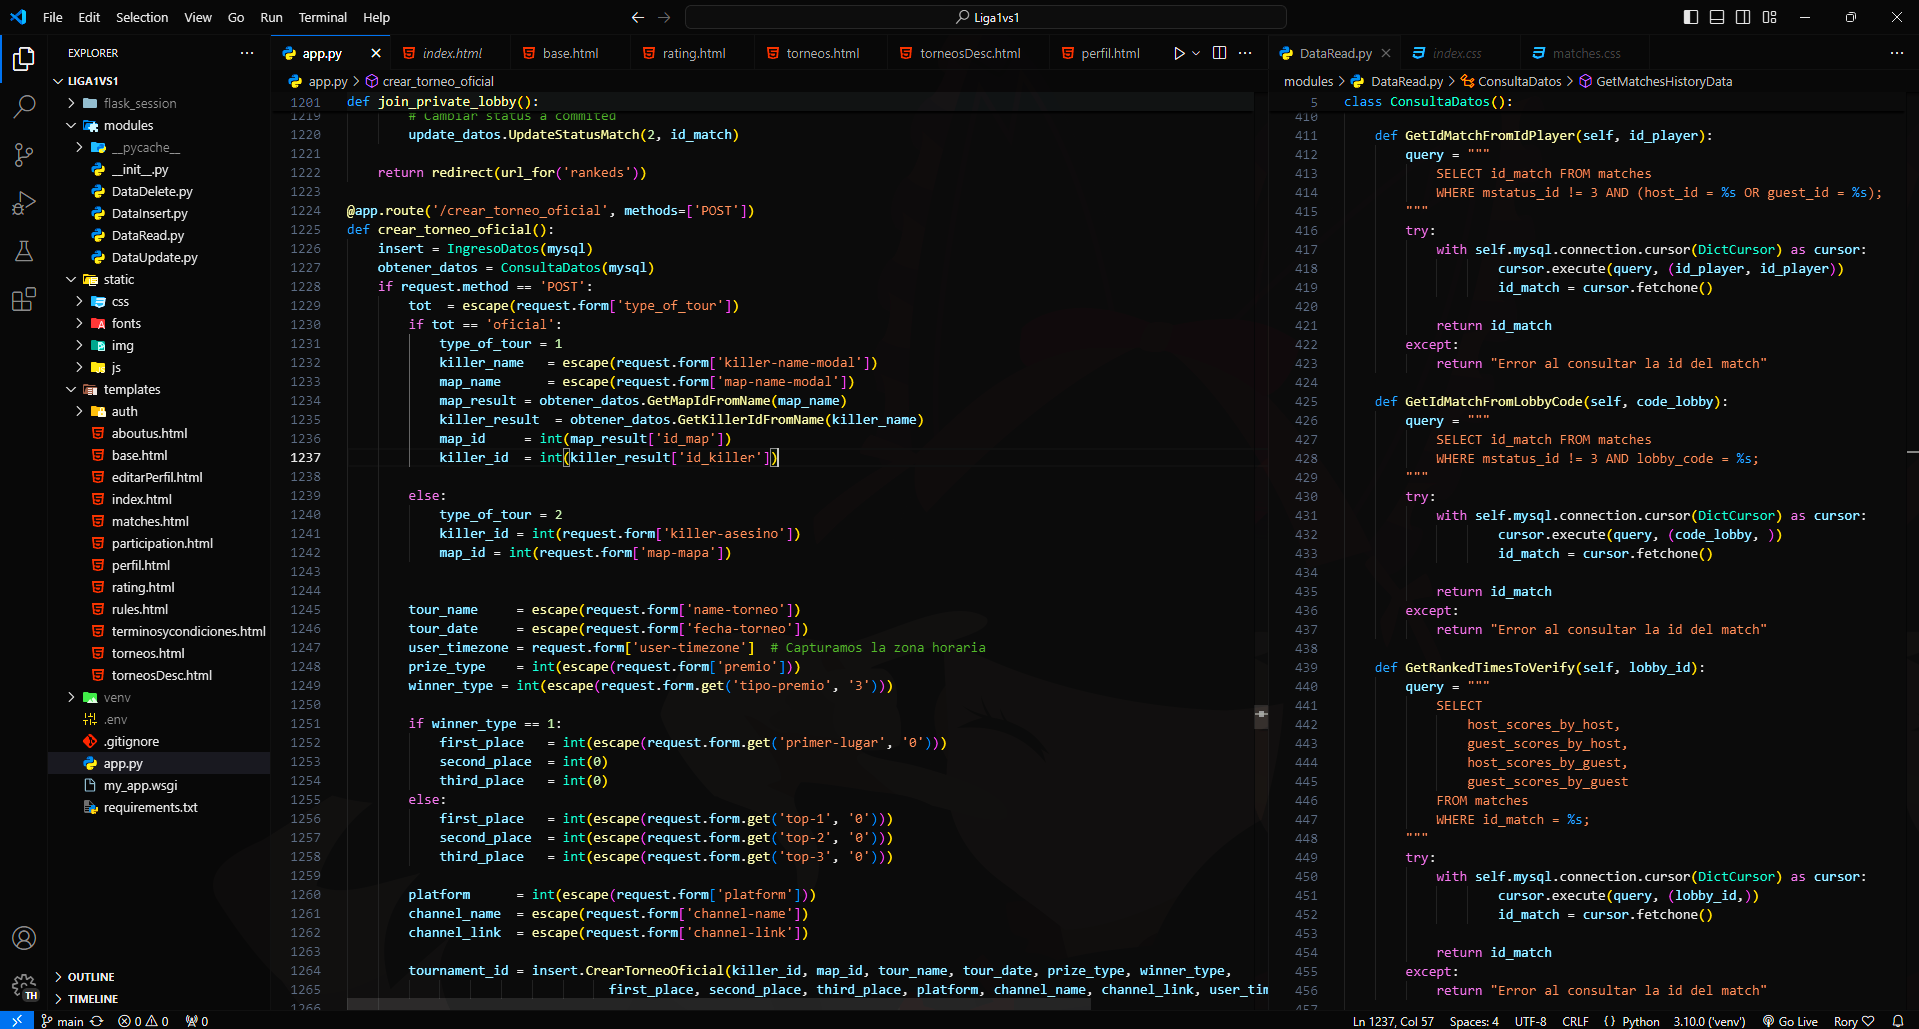 File Edit Selection View Go Run Terminal Help
Liga1vs1
EXPLORER
LIGA1VS1
flask_session
modules
__pycache__
__init__.py
DataDelete.py
DataInsert.py
DataRead.py
DataUpdate.py
static
css
fonts
img
js
templates
auth
aboutus.html
base.html
editarPerfil.html
index.html
matches.html
participation.html
perfil.html
rating.html
rules.html
terminosycondiciones.html
torneos.html
torneosDesc.html
venv
.env
.gitignore
app.py
my_app.wsgi
requirements.txt
OUTLINE
TIMELINE
TH
app.py index.html base.html rating.html torneos.html torneosDesc.html perfil.html
app.py > crear_torneo_oficial
1201 def join_private_lobby():
1219 # Cambiar status a commited
1220 update_datos.UpdateStatusMatch(2, id_match)
1221
1222 return redirect(url_for('rankeds'))
1223
1224 @app.route('/crear_torneo_oficial', methods=['POST'])
1225 def crear_torneo_oficial():
1226 insert = IngresoDatos(mysql)
1227 obtener_datos = ConsultaDatos(mysql)
1228 if request.method == 'POST':
1229 tot  = escape(request.form['type_of_tour'])
1230 if tot == 'oficial':
1231 type_of_tour = 1
1232 killer_name   = escape(request.form['killer-name-modal'])
1233 map_name      = escape(request.form['map-name-modal'])
1234 map_result = obtener_datos.GetMapIdFromName(map_name)
1235 killer_result  = obtener_datos.GetKillerIdFromName(killer_name)
1236 map_id     = int(map_result['id_map'])
1237 killer_id  = int(killer_result['id_killer'])
1238
1239 else:
1240 type_of_tour = 2
1241 killer_id = int(request.form['killer-asesino'])
1242 map_id = int(request.form['map-mapa'])
1243
1244
1245 tour_name     = escape(request.form['name-torneo'])
1246 tour_date     = escape(request.form['fecha-torneo'])
1247 user_timezone = request.form['user-timezone']  # Capturamos la zona horaria
1248 prize_type    = int(escape(request.form['premio']))
1249 winner_type = int(escape(request.form.get('tipo-premio', '3')))
1250
1251 if winner_type == 1:
1252 first_place   = int(escape(request.form.get('primer-lugar', '0')))
1253 second_place  = int(0)
1254 third_place   = int(0)
1255 else:
1256 first_place   = int(escape(request.form.get('top-1', '0')))
1257 second_place  = int(escape(request.form.get('top-2', '0')))
1258 third_place   = int(escape(request.form.get('top-3', '0')))
1259
1260 platform      = int(escape(request.form['platform']))
1261 channel_name  = escape(request.form['channel-name'])
1262 channel_link  = escape(request.form['channel-link'])
1263
1264 tournament_id = insert.CrearTorneoOficial(killer_id, map_id, tour_name, tour_date, prize_type, winner_type,
1265 first_place, second_place, third_place, platform, channel_name, channel_link, user_tim
1266
DataRead.py index.css matches.css
modules > DataRead.py > ConsultaDatos > GetMatchesHistoryData
5 class ConsultaDatos():
410
411 def GetIdMatchFromIdPlayer(self, id_player):
412 query = """
413 SELECT id_match FROM matches
414 WHERE mstatus_id != 3 AND (host_id = %s OR guest_id = %s);
415 """
416 try:
417 with self.mysql.connection.cursor(DictCursor) as cursor:
418 cursor.execute(query, (id_player, id_player))
419 id_match = cursor.fetchone()
420
421 return id_match
422 except:
423 return "Error al consultar la id del match"
424
425 def GetIdMatchFromLobbyCode(self, code_lobby):
426 query = """
427 SELECT id_match FROM matches
428 WHERE mstatus_id != 3 AND lobby_code = %s;
429 """
430 try:
431 with self.mysql.connection.cursor(DictCursor) as cursor:
432 cursor.execute(query, (code_lobby, ))
433 id_match = cursor.fetchone()
434
435 return id_match
436 except:
437 return "Error al consultar la id del match"
438
439 def GetRankedTimesToVerify(self, lobby_id):
440 query = """
441 SELECT
442 host_scores_by_host,
443 guest_scores_by_host,
444 host_scores_by_guest,
445 guest_scores_by_guest
446 FROM matches
447 WHERE id_match = %s;
448 """
449 try:
450 with self.mysql.connection.cursor(DictCursor) as cursor:
451 cursor.execute(query, (lobby_id,))
452 id_match = cursor.fetchone()
453
454 return id_match
455 except:
456 return "Error al consultar la id del match"
457
main 0 0 0 Ln 1237, Col 57 Spaces: 4 UTF-8 CRLF {} Python 3.10.0 ('venv') Go Live Rory